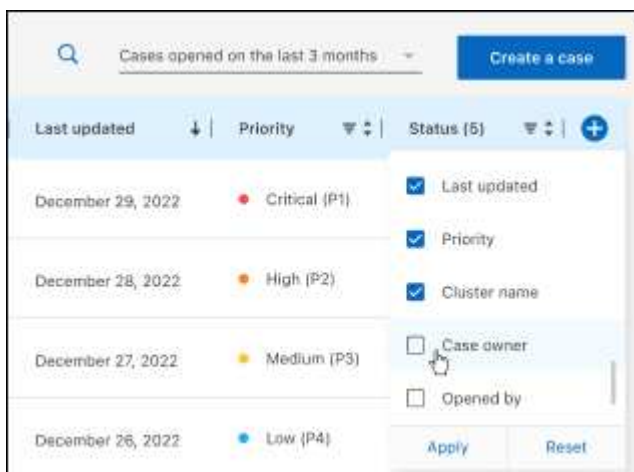 Cases opened on the last 3 months
Create a case
Last updated
Priority
Status (5)
December 29, 2022
Critical (P1)
Last updated
Priority
December 28, 2022
High (P2)
Cluster name
Case owner
December 27, 2022
Medium (P3)
Opened by
December 26, 2022
Low (P4)
Apply
Reset